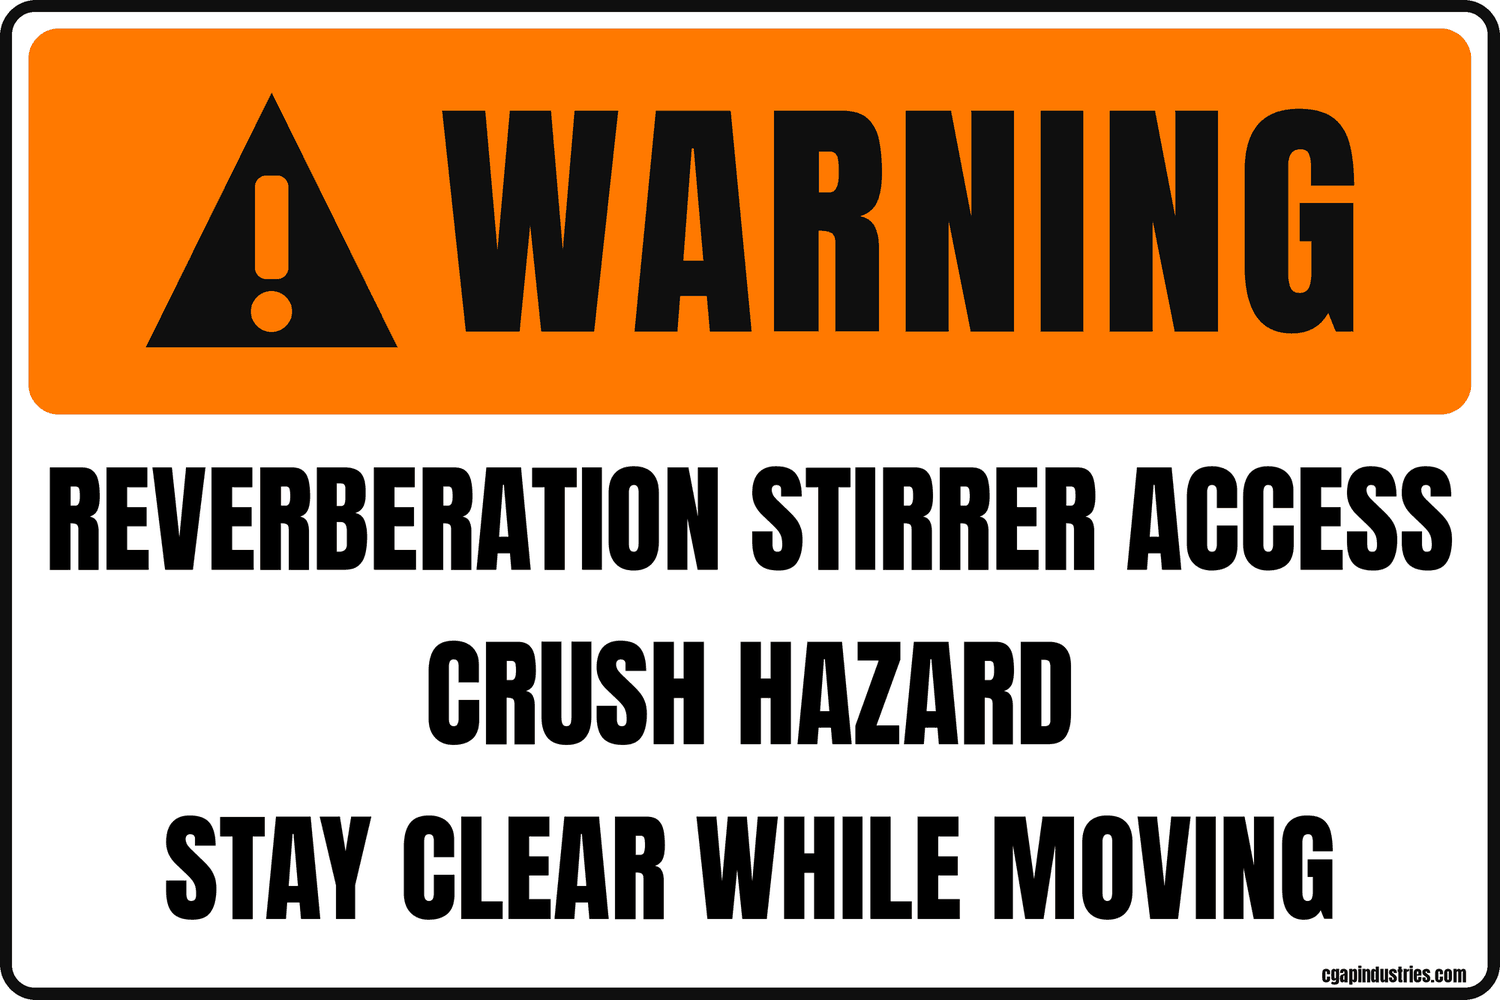 WARNING
REVERBERATION STIRRER ACCESS
CRUSH HAZARD
STAY CLEAR WHILE MOVING
cgapindustries.com